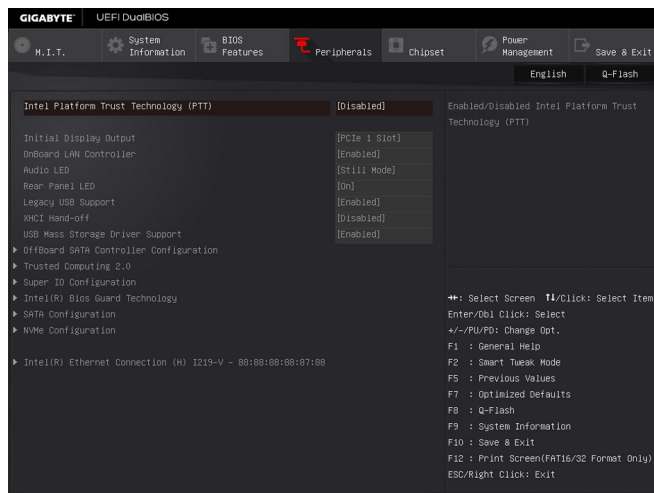 GIGABYTE™ UEFI DualBIOS
M.I.T.
System Information
BIOS Features
Peripherals
Chipset
Power Management
Save & Exit
English Q-Flash
Intel Platform Trust Technology (PTT) [Disabled]
Initial Display Output [PCIe 1 Slot]
OnBoard LAN Controller [Enabled]
Audio LED [Still Mode]
Rear Panel LED [On]
Legacy USB Support [Enabled]
XHCI Hand-off [Disabled]
USB Mass Storage Driver Support [Enabled]
OffBoard SATA Controller Configuration
Trusted Computing 2.0
Super IO Configuration
Intel(R) Bios Guard Technology
SATA Configuration
NVMe Configuration
Intel(R) Ethernet Connection (H) I219-V - 88:88:88:88:87:88
Enabled/Disabled Intel Platform Trust
Technology (PTT)
→←: Select Screen ↑↓/Click: Select Item
Enter/Dbl Click: Select
+/-/PU/PD: Change Opt.
F1 : General Help
F2 : Smart Tweak Mode
F5 : Previous Values
F7 : Optimized Defaults
F8 : Q-Flash
F9 : System Information
F10 : Save & Exit
F12 : Print Screen(FAT16/32 Format Only)
ESC/Right Click: Exit